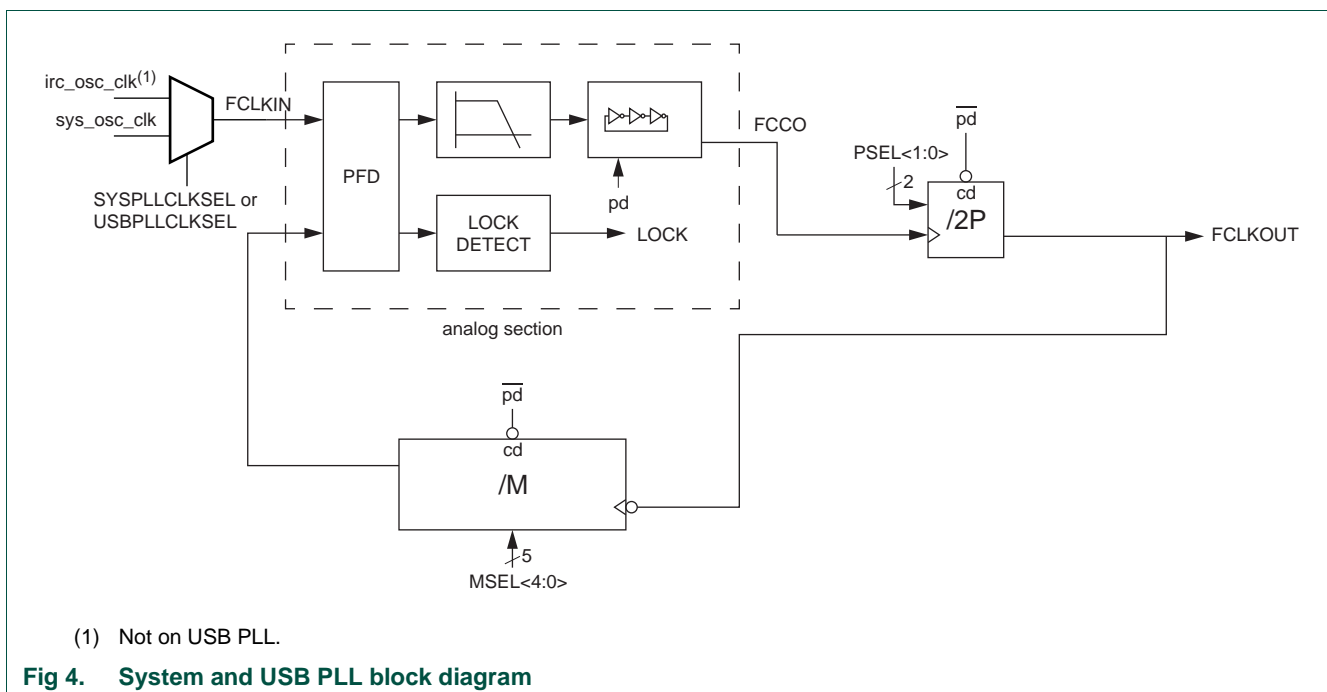 irc_osc_clk(1)
sys_osc_clk
FCLKIN
SYSPLLCLKSEL or
USBPLLCLKSEL
PFD
LOCK
DETECT
pd
LOCK
FCCO
analog section
pd
PSEL<1:0>
2
cd
/2P
FCLKOUT
pd
cd
/M
5
MSEL<4:0>
(1) Not on USB PLL.
Fig 4. System and USB PLL block diagram